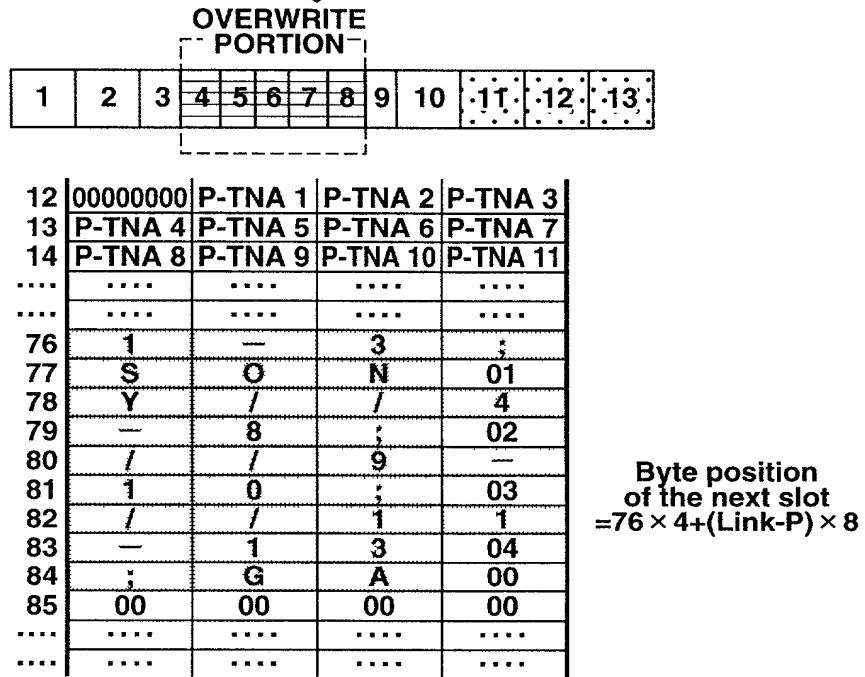 OVERWRITE
PORTION
1 2 3 4 5 6 7 8 9 10 11 12 13
12 00000000 P-TNA 1 P-TNA 2 P-TNA 3
13 P-TNA 4 P-TNA 5 P-TNA 6 P-TNA 7
14 P-TNA 8 P-TNA 9 P-TNA 10 P-TNA 11
.... .... .... .... ....
.... .... .... .... ....
76 1 — 3 ;
77 S O N 01
78 Y / / 4
79 — 8 ; 02
80 / / 9 —
81 1 0 ; 03
82 / / 1 1
83 — 1 3 04
84 ; G A 00
85 00 00 00 00
.... .... .... .... ....
.... .... .... .... ....
Byte position
of the next slot
=76×4+(Link-P)×8